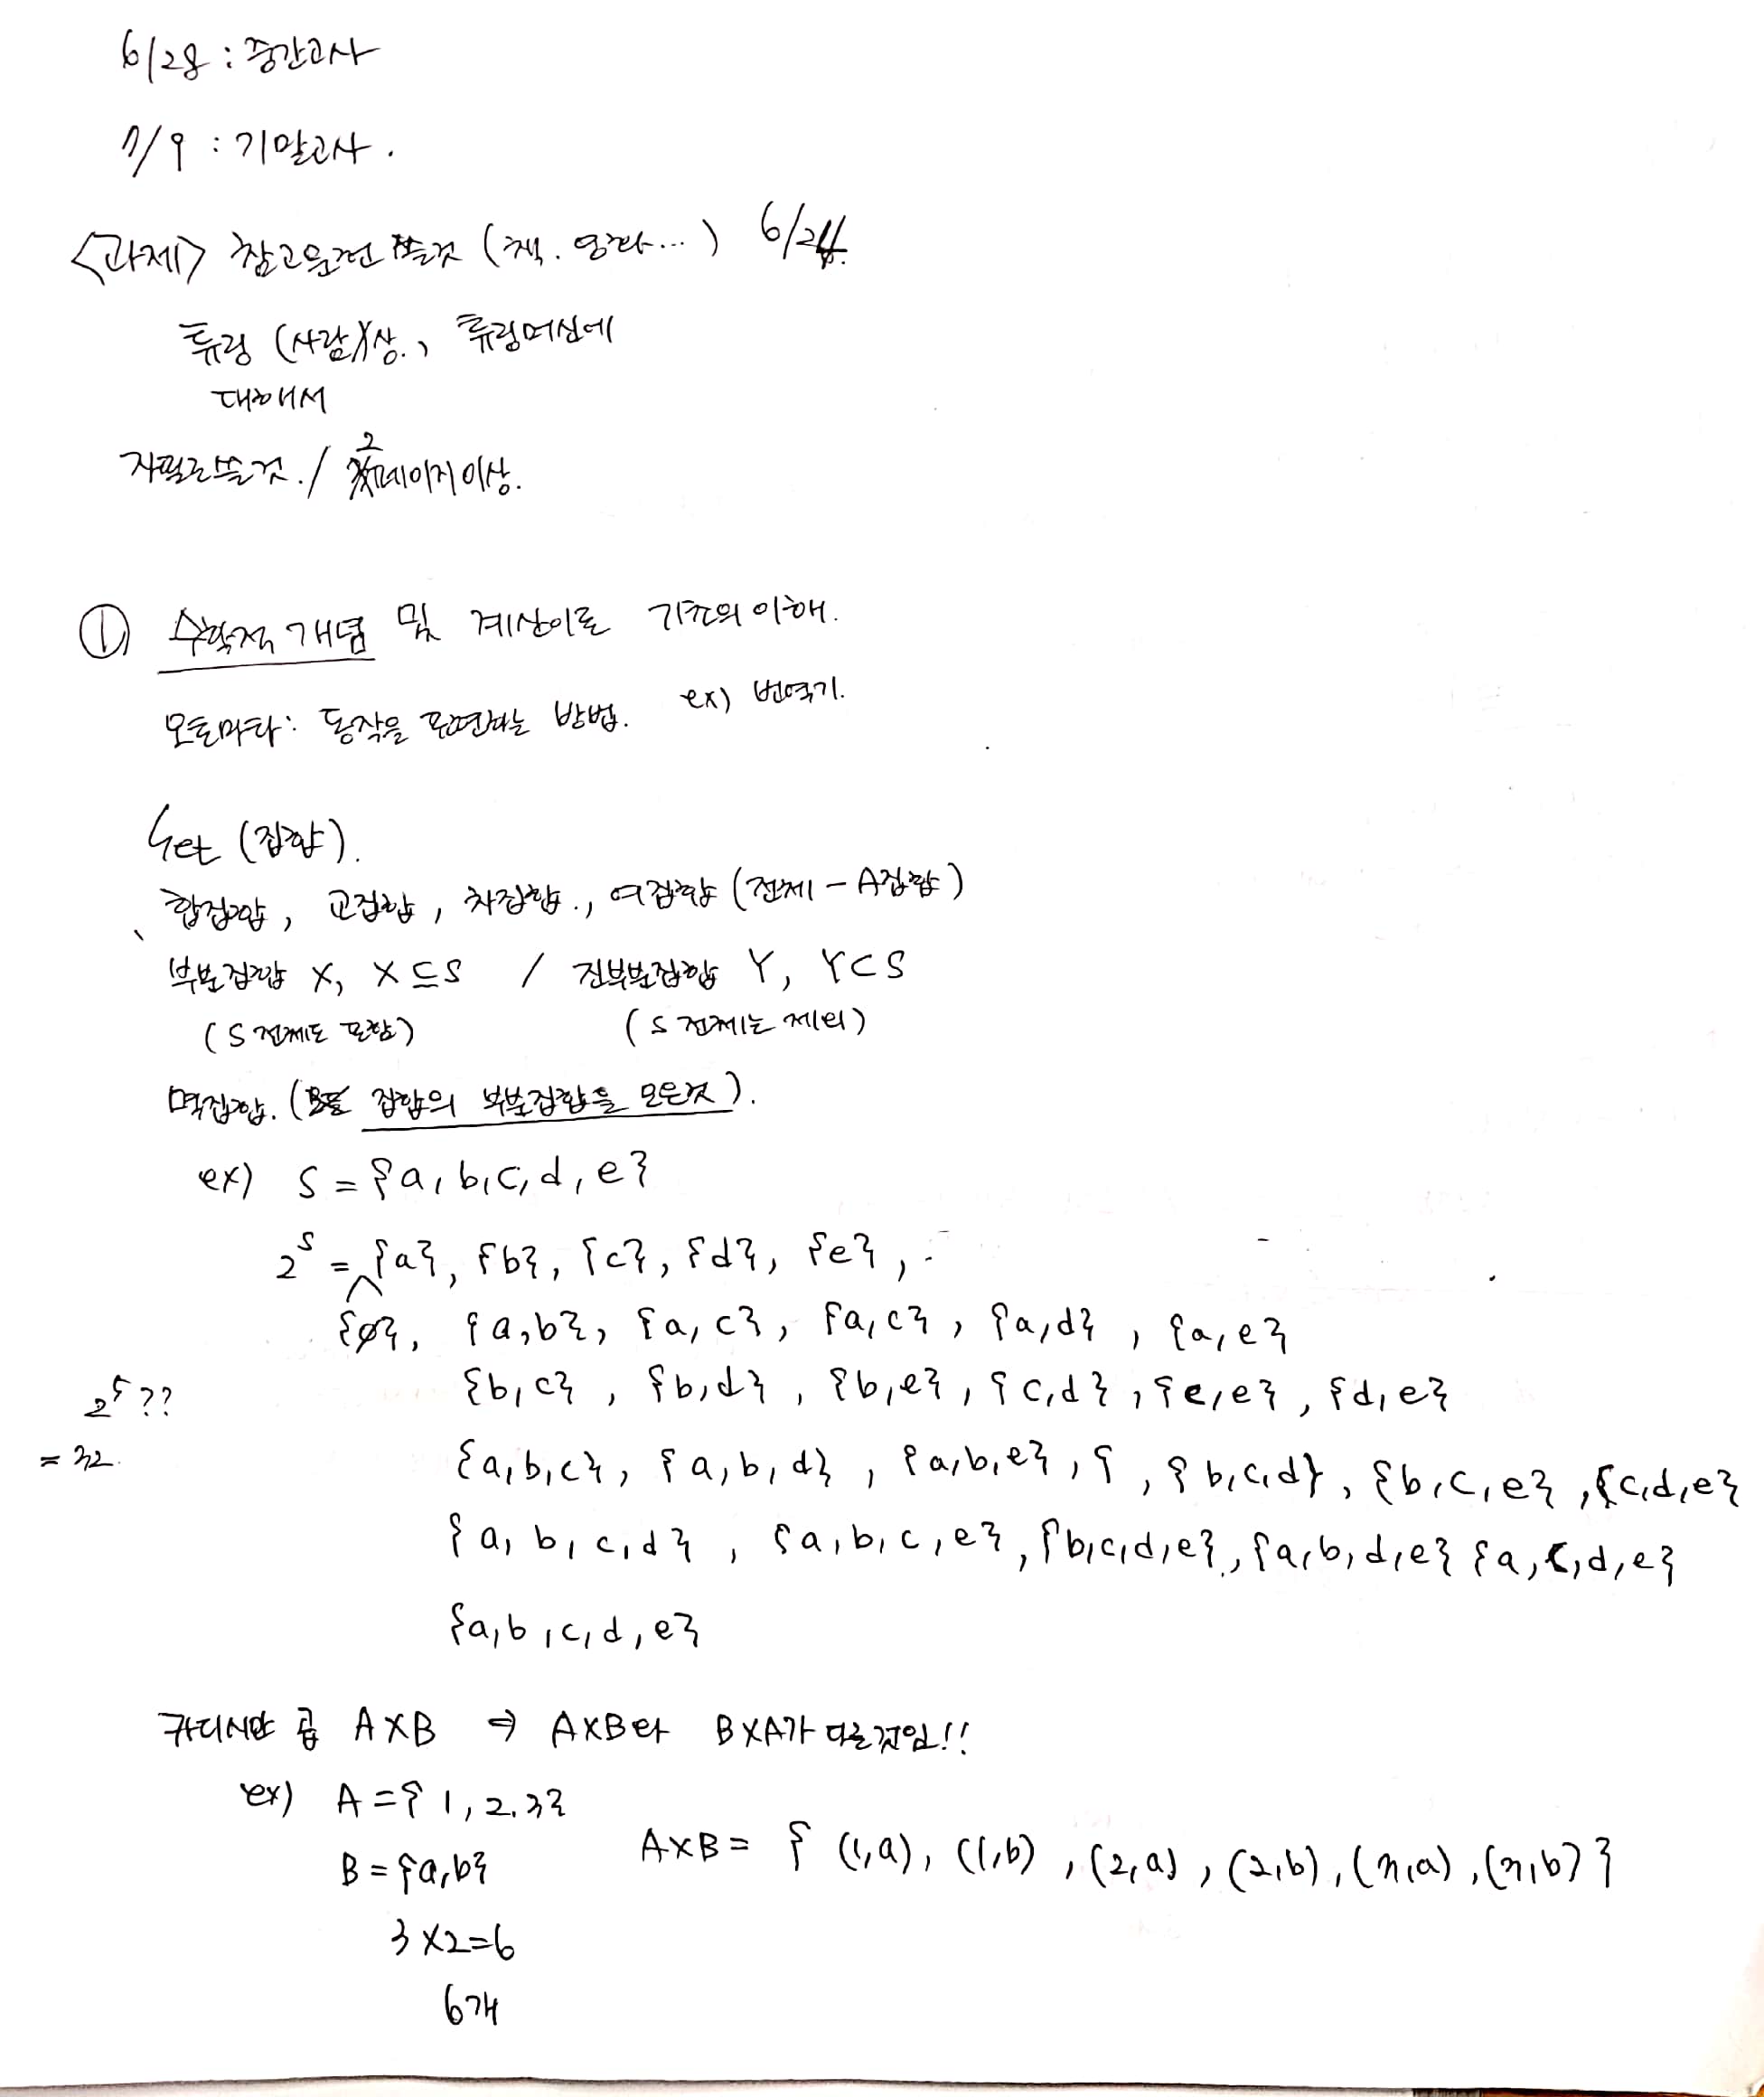 6/28 : 중간고사
7/9 : 기말고사.
<과제> 참고문헌 쓸것 (책. 영화...) 6/24.
튜링 (사람)상., 튜링머신에
대해서
자필로쓸것. / 2페이지이상.
① 수학적 개념 및 계산이론 기초의 이해.
오토마타: 동작을 표현하는 방법. ex) 번역기.
Set (집합).
합집합, 교집합, 차집합., 여집합 (전체 - A집합)
부분집합 X, X ⊆ S / 진부분집합 Y, Y ⊂ S
(S 전체도 포함) (S 전체는 제외)
멱집합. ( 집합의 부분집합을 모은것 ).
ex) S = {a, b, c, d, e}
2^S = {a}, {b}, {c}, {d}, {e},
{ø}, {a,b}, {a,c}, {a,c}, {a,d}, {a,e}
2^5 ?? {b,c}, {b,d}, {b,e}, {c,d}, {e,e}, {d,e}
= 32. {a,b,c}, {a,b,d}, {a,b,e}, { , {b,c,d}, {b,c,e}, {c,d,e}
{a,b,c,d}, {a,b,c,e}, {b,c,d,e}, {a,b,d,e} {a,c,d,e}
{a,b,c,d,e}
카디시안 곱 A×B ⇒ A×B와 B×A가 다른것임!!
ex) A = {1, 2, 3}
B = {a,b} A×B = { (1,a), (1,b), (2,a), (2,b), (3,a), (3,b) }
3 × 2 = 6
6개